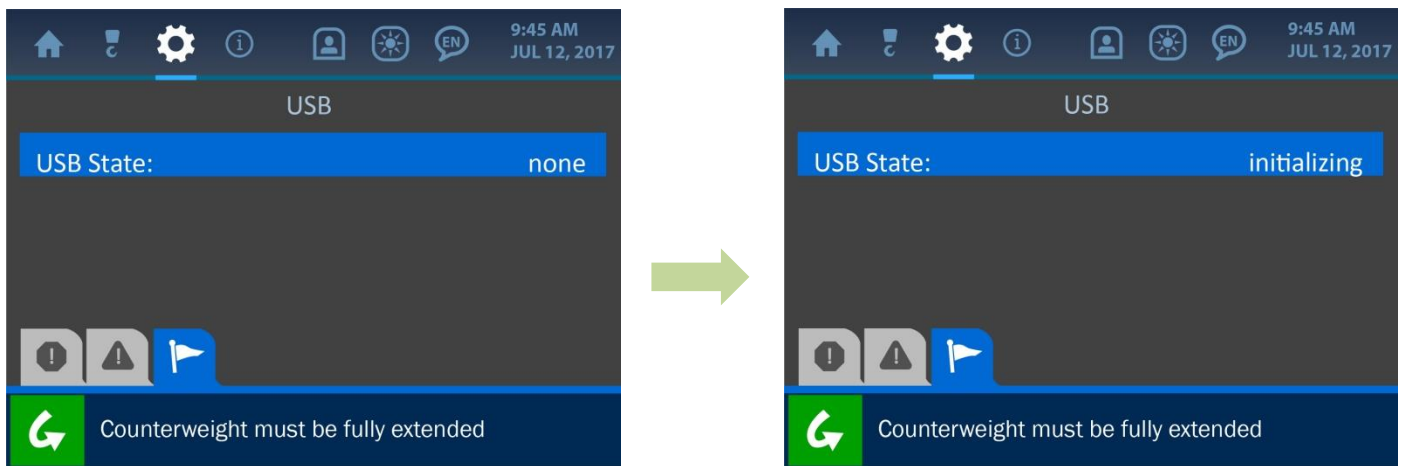 EN
9:45 AM
JUL 12, 2017
USB
USB State: none
!
!
Counterweight must be fully extended
EN
9:45 AM
JUL 12, 2017
USB
USB State: initializing
!
!
Counterweight must be fully extended